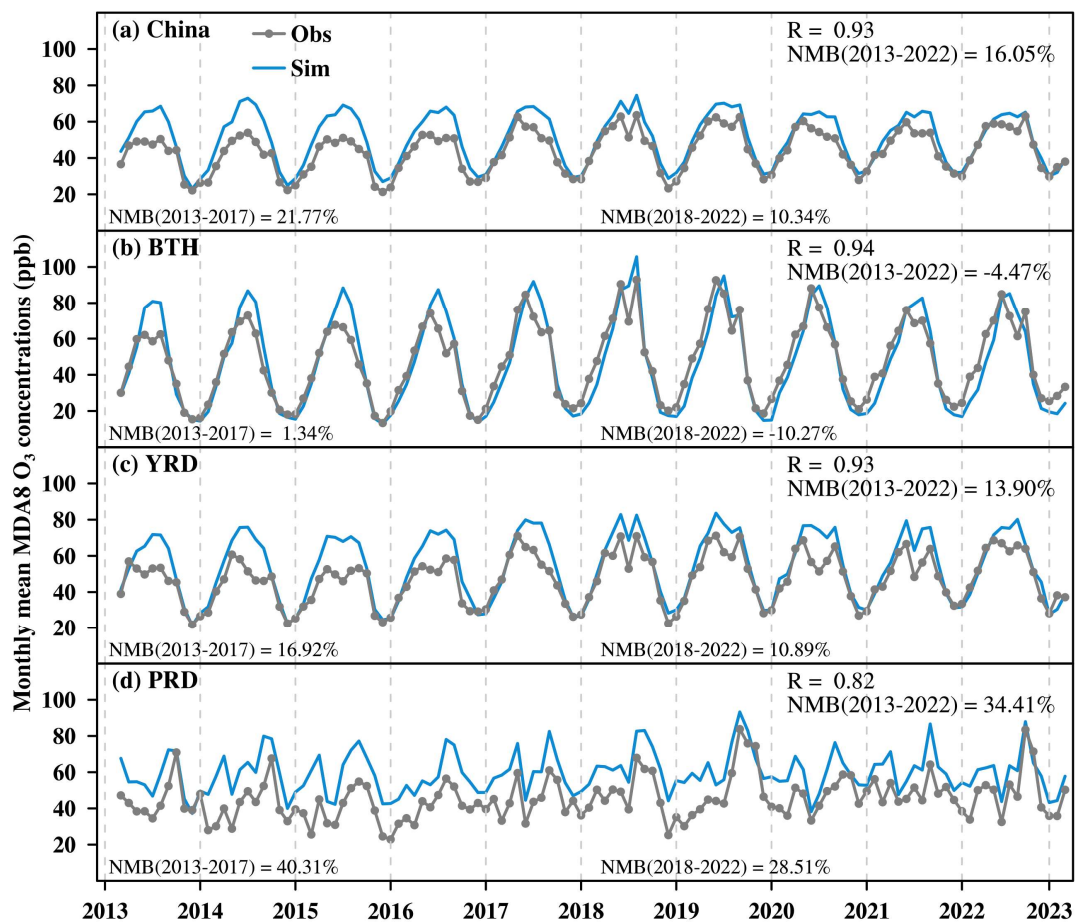 (a) China
Obs
Sim
R = 0.93
NMB(2013-2022) = 16.05%
100
80
60
40
20
NMB(2013-2017) = 21.77%
NMB(2018-2022) = 10.34%
(b) BTH
R = 0.94
NMB(2013-2022) = -4.47%
100
80
60
40
20
NMB(2013-2017) = 1.34%
NMB(2018-2022) = -10.27%
Monthly mean MDA8 O₃ concentrations (ppb)
(c) YRD
R = 0.93
NMB(2013-2022) = 13.90%
100
80
60
40
20
NMB(2013-2017) = 16.92%
NMB(2018-2022) = 10.89%
(d) PRD
R = 0.82
NMB(2013-2022) = 34.41%
100
80
60
40
20
NMB(2013-2017) = 40.31%
NMB(2018-2022) = 28.51%
2013 2014 2015 2016 2017 2018 2019 2020 2021 2022 2023